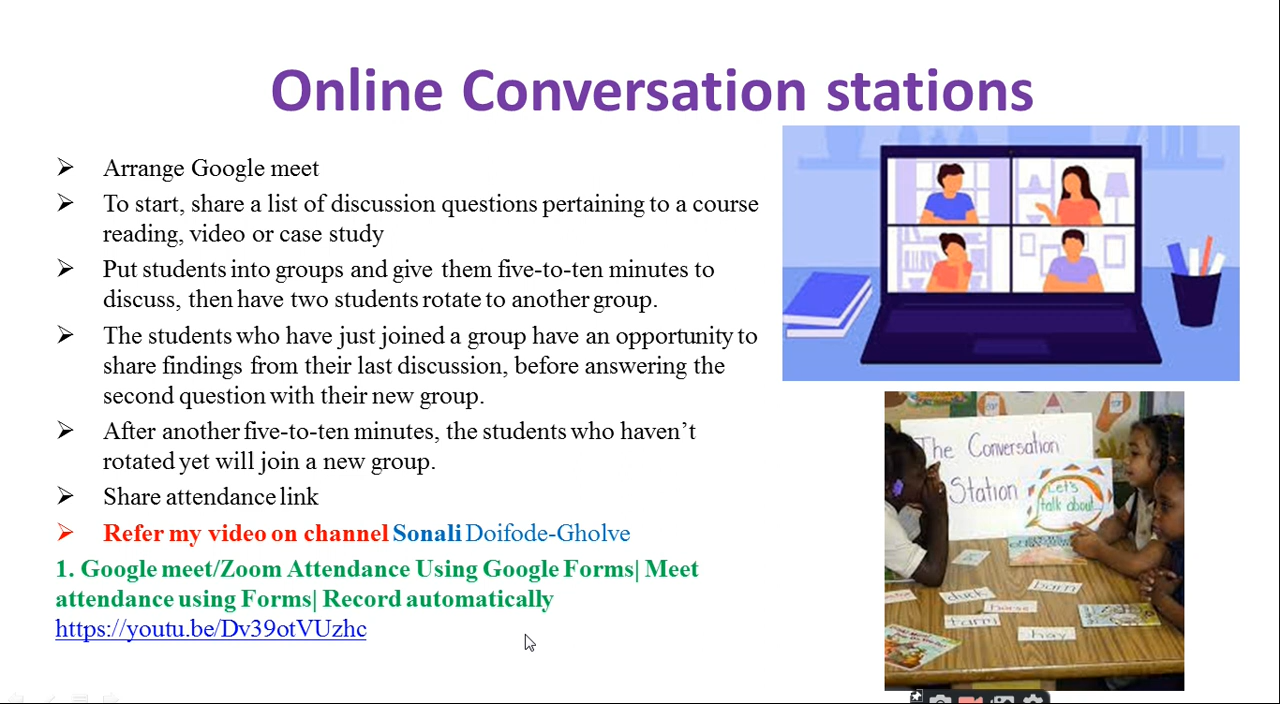 Online Conversation stations
Arrange Google meet
To start, share a list of discussion questions pertaining to a course
reading, video or case study
Put students into groups and give them five-to-ten minutes to
discuss, then have two students rotate to another group.
The students who have just joined a group have an opportunity to
share findings from their last discussion, before answering the
second question with their new group.
After another five-to-ten minutes, the students who haven't
rotated yet will join a new group.
Share attendance link
Refer my video on channel Sonali Doifode-Gholve
1. Google meet/Zoom Attendance Using Google Forms| Meet
attendance using Forms| Record automatically
https://youtu.be/Dv39otVUzhc
The Conversation
Station
Let's
talk about...
barn
duck
horse
farm
hay